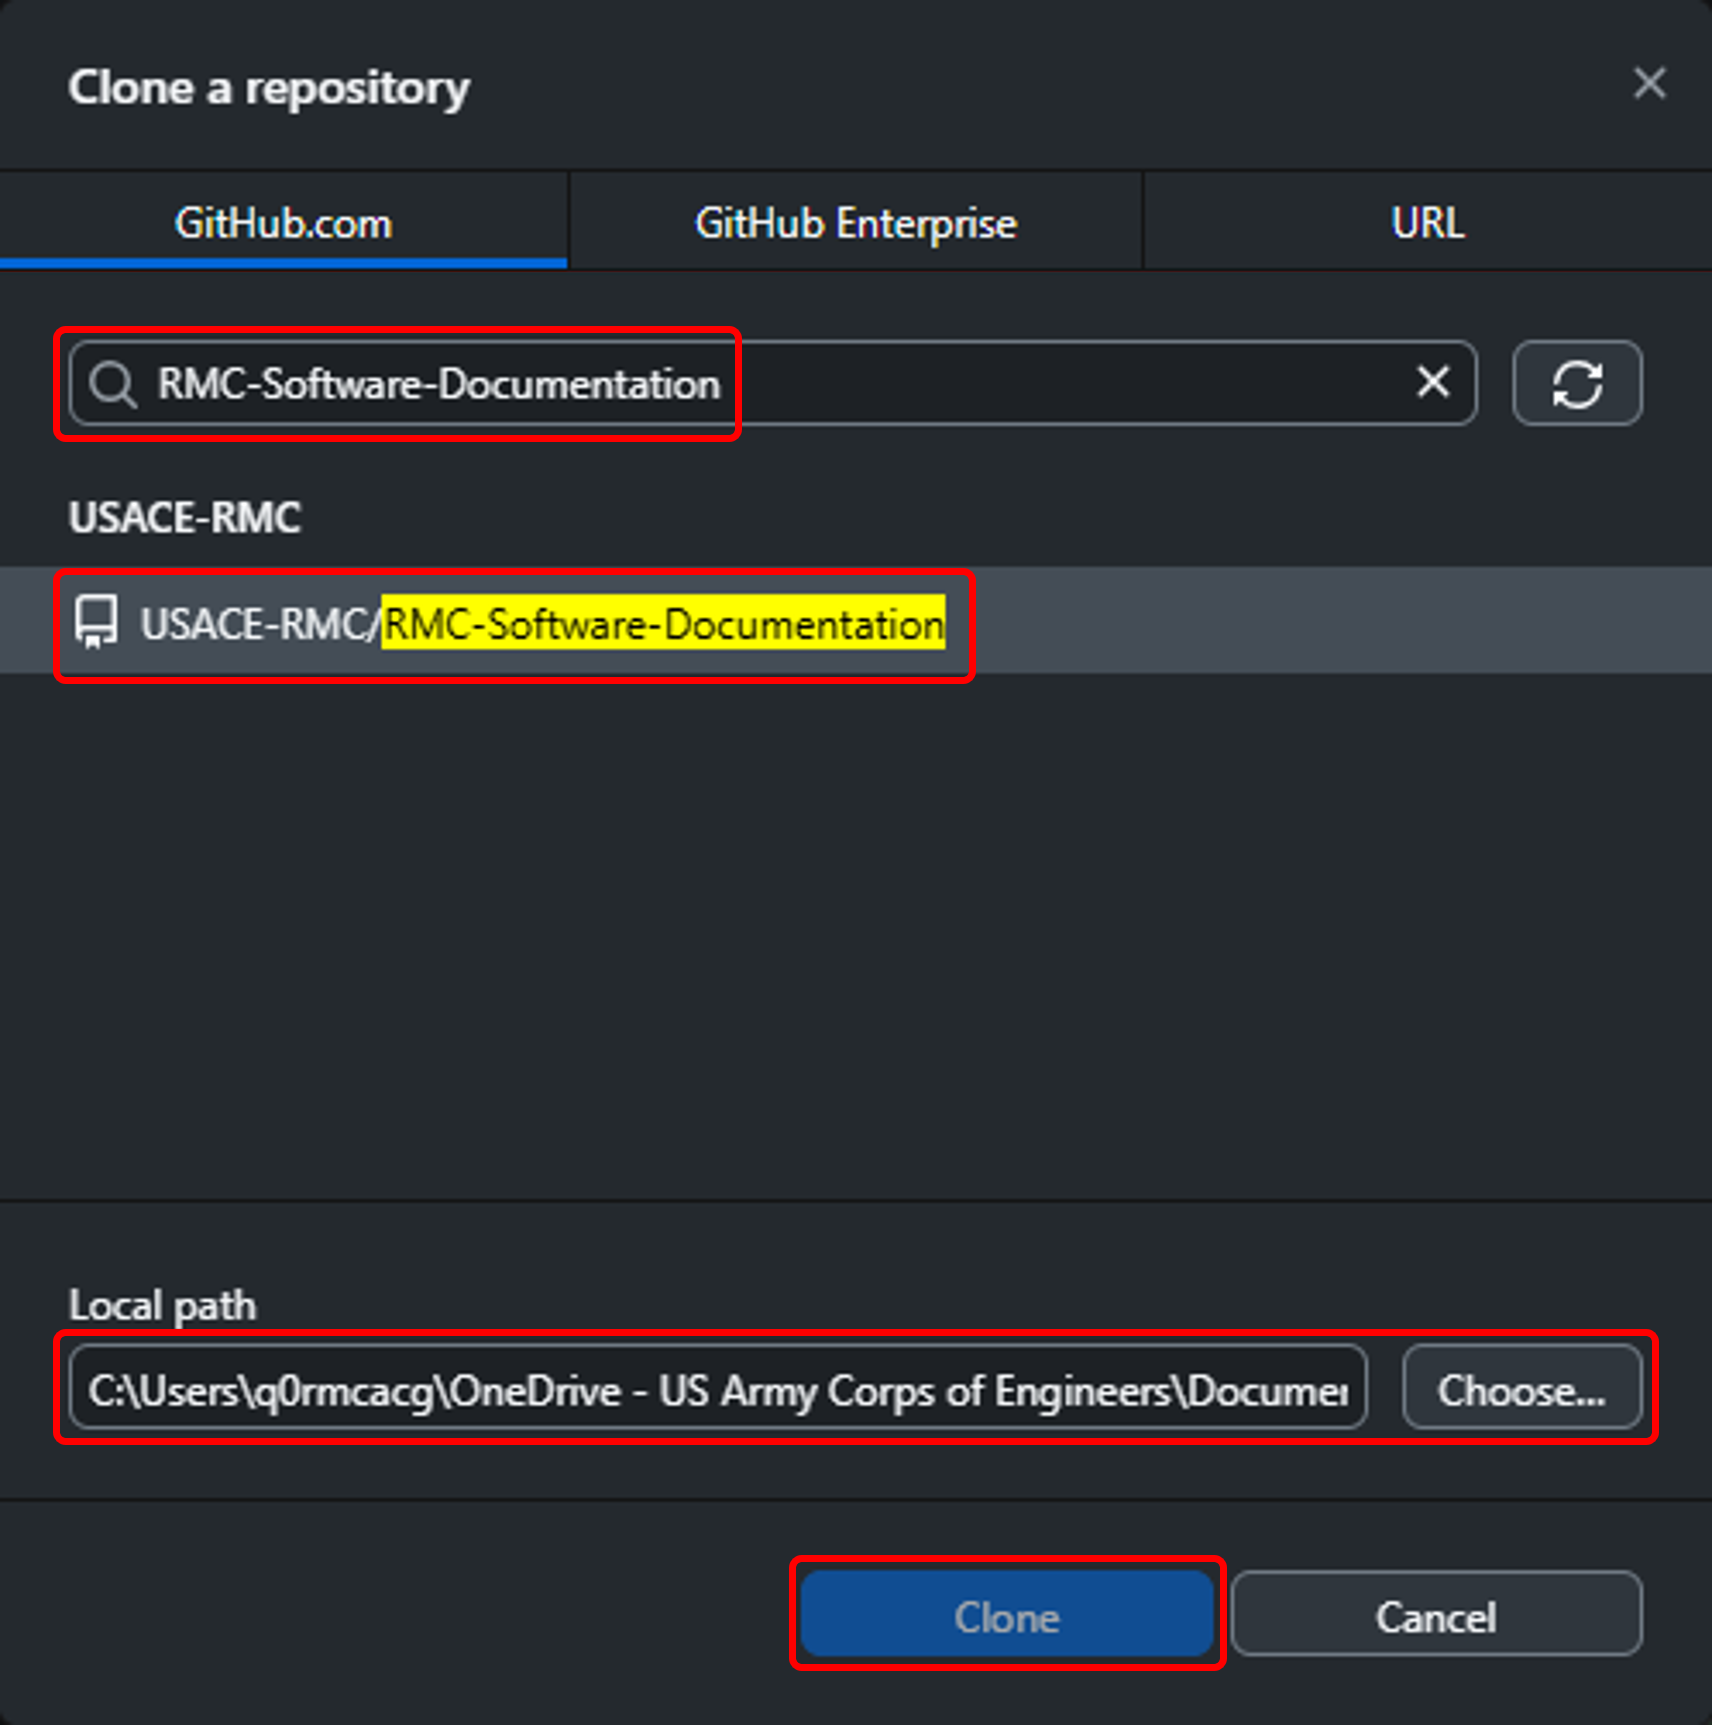 Clone a repository
GitHub.com
GitHub Enterprise
URL
RMC-Software-Documentation
USACE-RMC
USACE-RMC/RMC-Software-Documentation
Local path
C:\Users\q0rmcacg\OneDrive - US Army Corps of Engineers\Documen
Choose...
Clone
Cancel